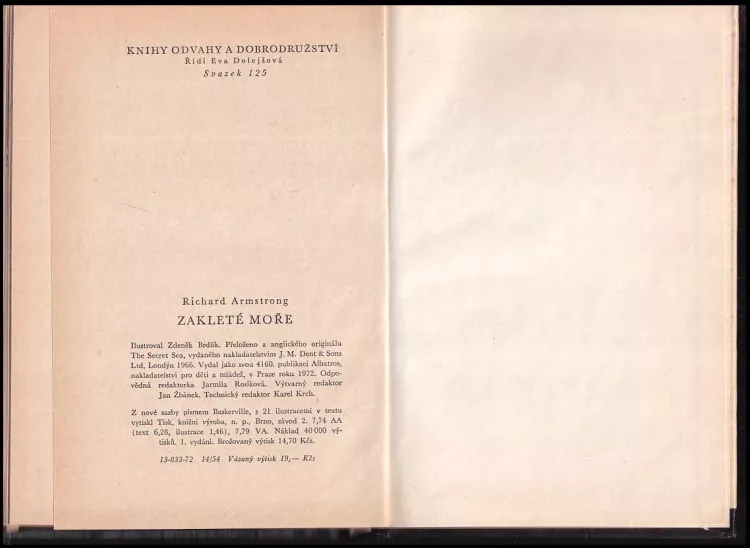 KNIHY ODVAHY A DOBRODRUŽSTVÍ
Řídí Eva Dolejšová
Svazek 125
Richard Armstrong
ZAKLETÉ MOŘE
Ilustroval Zdeněk Brdlík. Přeloženo z anglického originálu
The Secret Sea, vydaného nakladatelstvím J. M. Dent & Sons
Ltd, Londýn 1966. Vydal jako svou 4160. publikaci Albatros,
nakladatelství pro děti a mládež, v Praze roku 1972. Odpo-
vědná redaktorka Jarmila Rosíková. Výtvarný redaktor
Jan Žbánek. Technický redaktor Karel Krch.
Z nové sazby písmem Baskerville, s 21 ilustracemi v textu
vytiskl Tisk, knižní výroba, n. p., Brno, závod 2. 7,74 AA
(text 6,28, ilustrace 1,46), 7,79 VA. Náklad 40 000 vý-
tisků. 1. vydání. Brožovaný výtisk 14,70 Kčs.
13-833-72 14/54 Vázaný výtisk 19,— Kčs